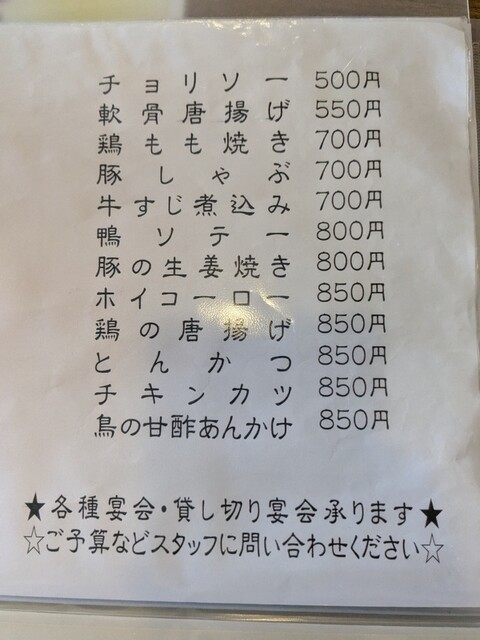 チョリソー 500円
軟骨唐揚げ 550円
鶏もも焼き 700円
豚しゃぶ 700円
牛すじ煮込み 700円
鴨ソテー 800円
豚の生姜焼き 800円
ホイコーロー 850円
鶏の唐揚げ 850円
とんかつ 850円
チキンカツ 850円
鳥の甘酢あんかけ 850円
★各種宴会・貸し切り宴会承ります★
☆ご予算などスタッフに問い合わせください☆